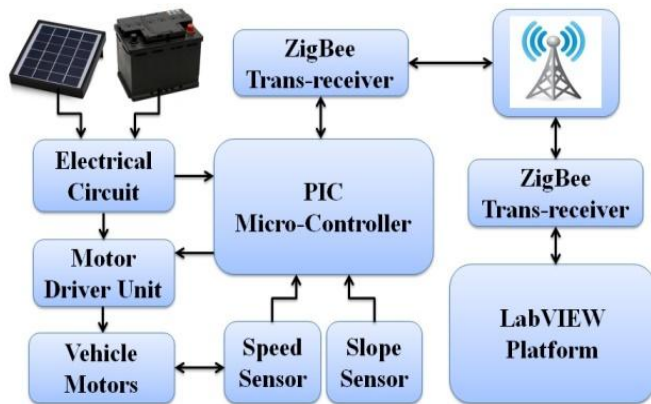 ZigBee
Trans-receiver
Electrical
Circuit
PIC
Micro-Controller
ZigBee
Trans-receiver
Motor
Driver Unit
Vehicle
Motors
Speed
Sensor
Slope
Sensor
LabVIEW
Platform